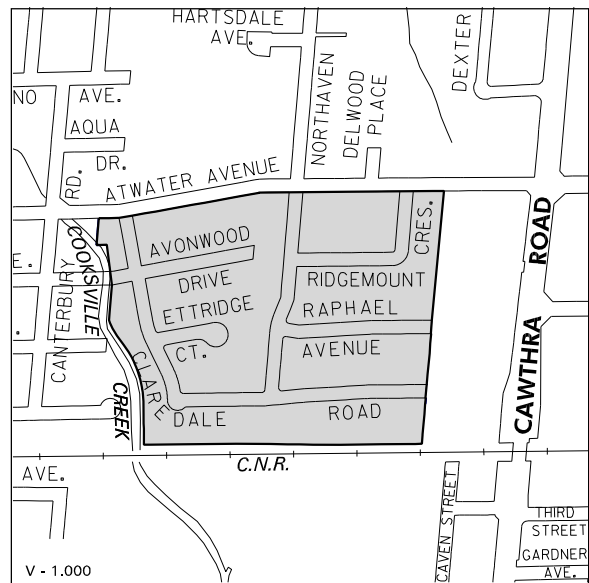 HARTSDALE
AVE.
DEXTER
NO AVE.
AQUA
DR.
RD.
NORTHAVEN
DELWOOD
PLACE
ATWATER AVENUE
CRES.
ROAD
AVONWOOD
DRIVE
RIDGEMOUNT
COOKSVILLE
E.
CANTERBURY
ETTRIDGE
CT.
RAPHAEL
AVENUE
CLARE
DALE ROAD
CREEK
CAWTHRA
C.N.R.
AVE.
CAVEN STREET
THIRD
STREET
GARDNER
AVE.
V - 1.000